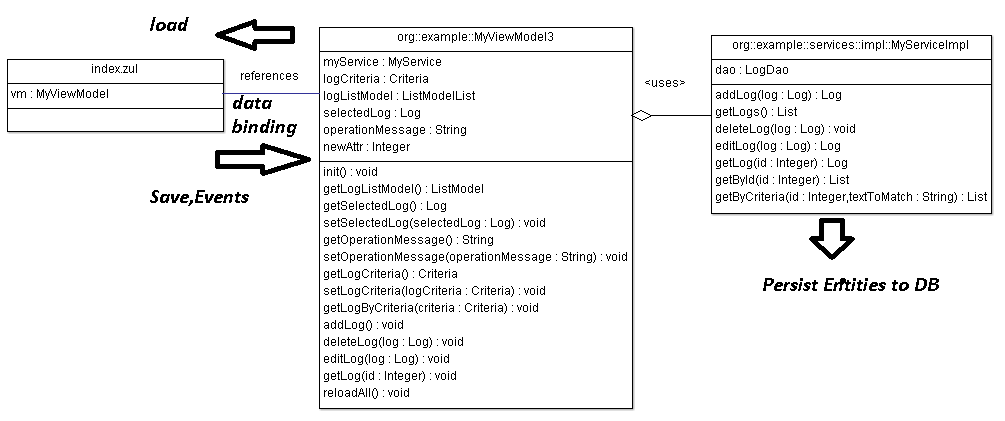 load
index.zul
vm : MyViewModel
references
data
binding
Save,Events
org::example::MyViewModel3
myService : MyService
logCriteria : Criteria
logListModel : ListModelList
selectedLog : Log
operationMessage : String
newAttr : Integer
init() : void
getLogListModel() : ListModel
getSelectedLog() : Log
setSelectedLog(selectedLog : Log) : void
getOperationMessage() : String
setOperationMessage(operationMessage : String) : void
getLogCriteria() : Criteria
setLogCriteria(logCriteria : Criteria) : void
getLogByCriteria(criteria : Criteria) : void
addLog() : void
deleteLog(log : Log) : void
editLog(log : Log) : void
getLog(id : Integer) : void
reloadAll() : void
<uses>
org::example::services::impl::MyServiceImpl
dao : LogDao
addLog(log : Log) : Log
getLogs() : List
deleteLog(log : Log) : void
editLog(log : Log) : Log
getLog(id : Integer) : Log
getById(id : Integer) : List
getByCriteria(id : Integer,textToMatch : String) : List
Persist Entities to DB